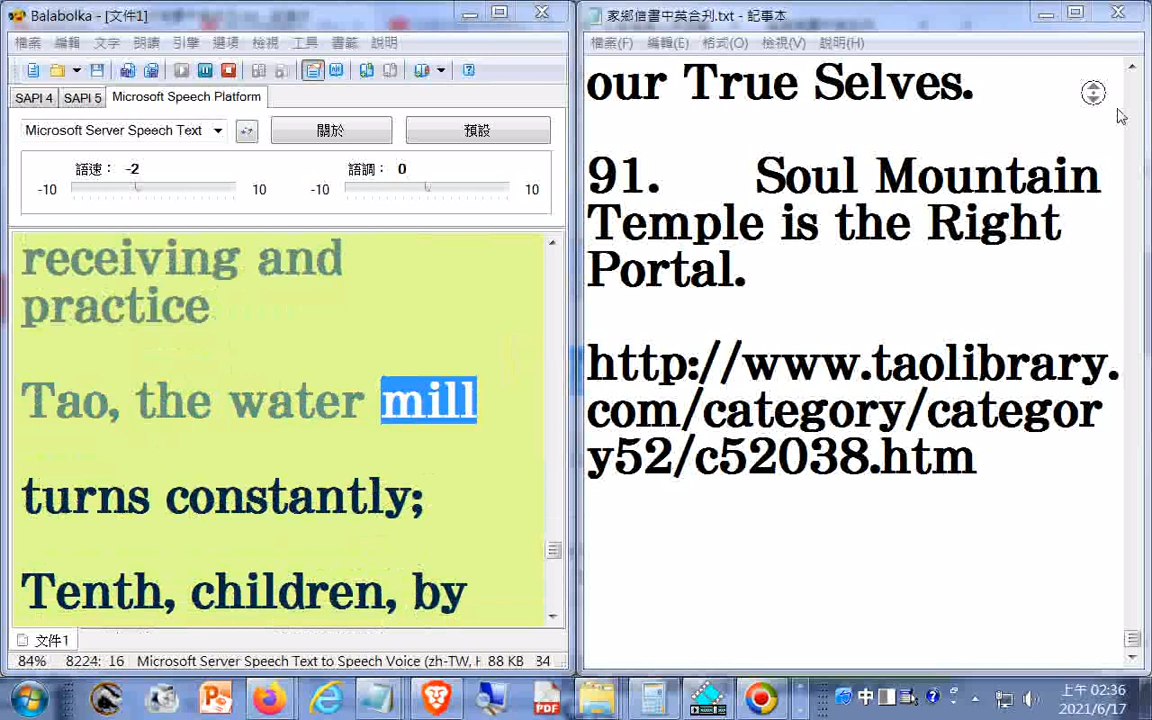 Balabolka - [文件1]
檔案 編輯 文字 朗讀 引擎 選項 檢視 工具 書籤 說明
SAPI 4 SAPI 5 Microsoft Speech Platform
Microsoft Server Speech Text
關於
預設
語速： -2
語調： 0
-10 10 -10 10
receiving and
practice
Tao, the water mill
turns constantly;
Tenth, children, by
文件1
84% 8224: 16 Microsoft Server Speech Text to Speech Voice (zh-TW, H 88 KB 34
家鄉信書中英合刋.txt - 記事本
檔案(F) 編輯(E) 格式(O) 檢視(V) 說明(H)
our True Selves.
91. Soul Mountain
Temple is the Right
Portal.
http://www.taolibrary.
com/category/categor
y52/c52038.htm
中
上午 02:36
2021/6/17